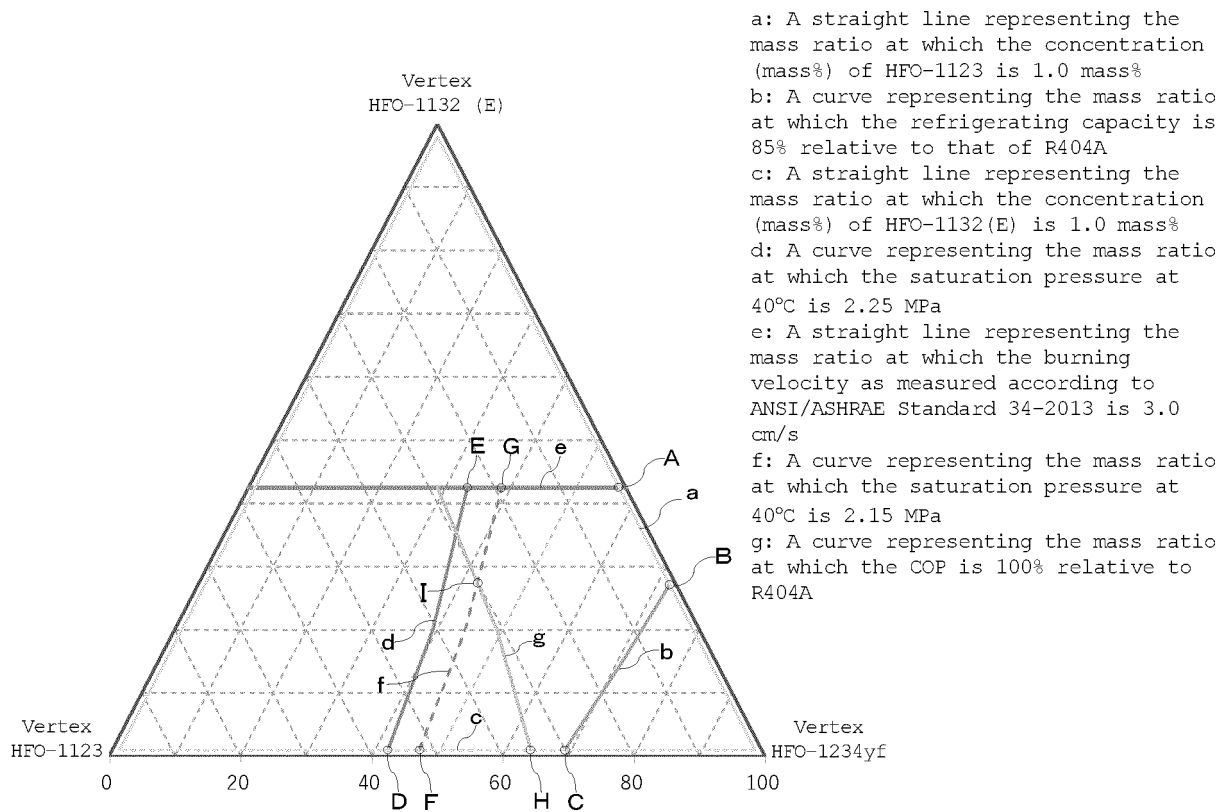 a: A straight line representing the
mass ratio at which the concentration
(mass%) of HFO-1123 is 1.0 mass%
b: A curve representing the mass ratio
at which the refrigerating capacity is
85% relative to that of R404A
c: A straight line representing the
mass ratio at which the concentration
(mass%) of HFO-1132(E) is 1.0 mass%
d: A curve representing the mass ratio
at which the saturation pressure at
40°C is 2.25 MPa
e: A straight line representing the
mass ratio at which the burning
velocity as measured according to
ANSI/ASHRAE Standard 34-2013 is 3.0
cm/s
f: A curve representing the mass ratio
at which the saturation pressure at
40°C is 2.15 MPa
g: A curve representing the mass ratio
at which the COP is 100% relative to
R404A
Vertex
HFO-1132 (E)
E
G
e
A
a
B
I
d
g
b
f
c
Vertex
HFO-1123
Vertex
HFO-1234yf
0 20 40 60 80 100
D F H C